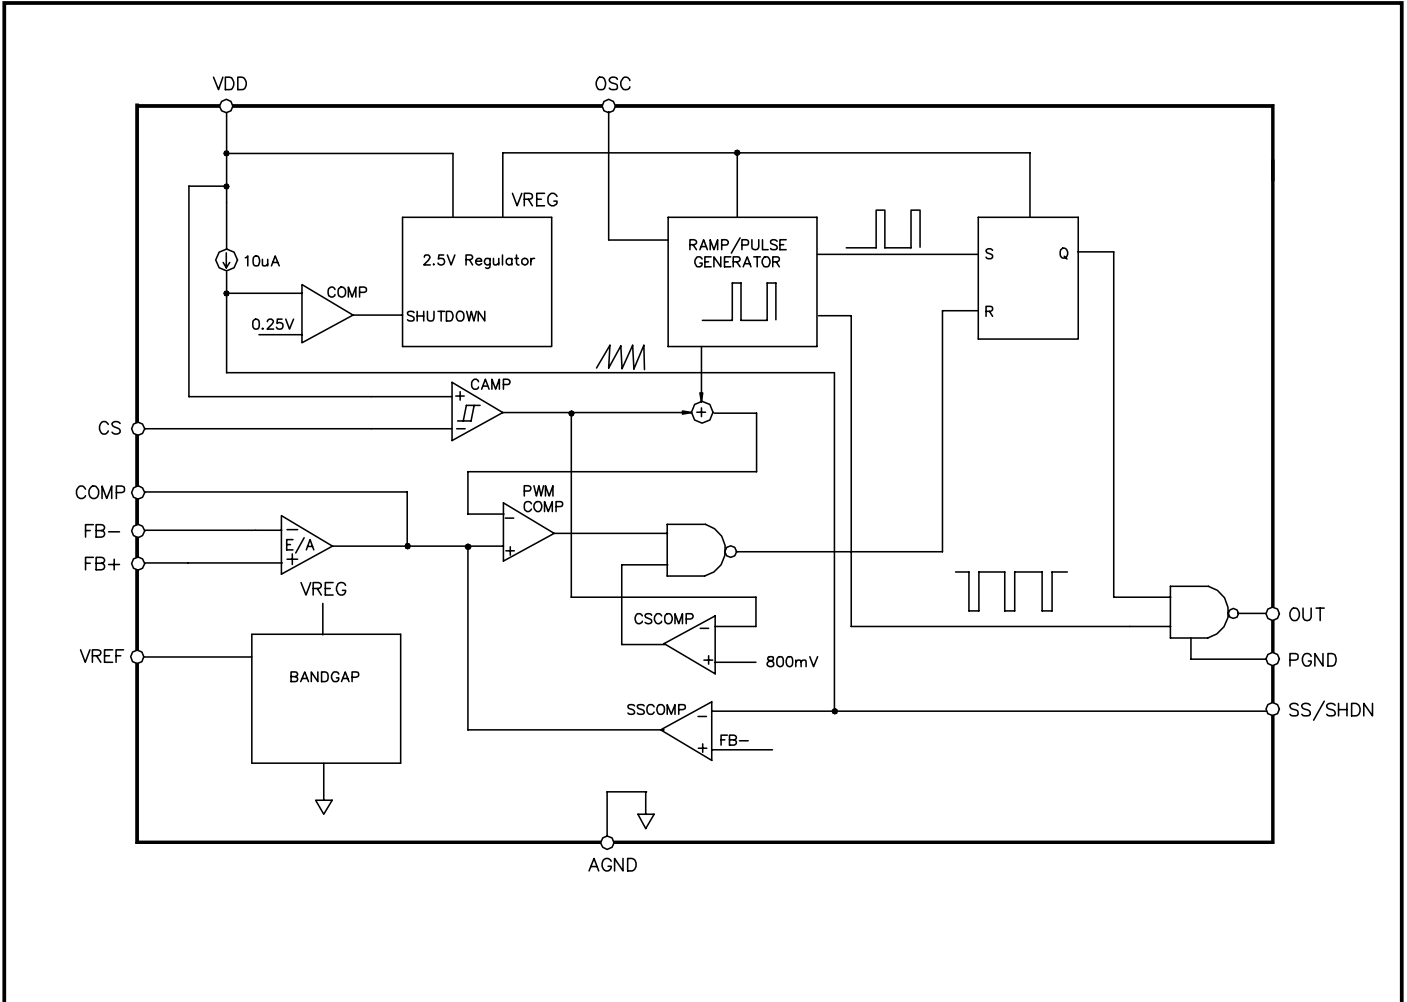 VDD
OSC
VREG
2.5V Regulator
SHUTDOWN
10uA
COMP
0.25V
RAMP/PULSE
GENERATOR
S
Q
R
CAMP
+
−
+
CS
COMP
FB−
FB+
−
E/A
+
PWM
COMP
−
+
VREG
BANDGAP
VREF
CSCOMP
−
+
800mV
OUT
PGND
SSCOMP
−
+
FB−
SS/SHDN
AGND